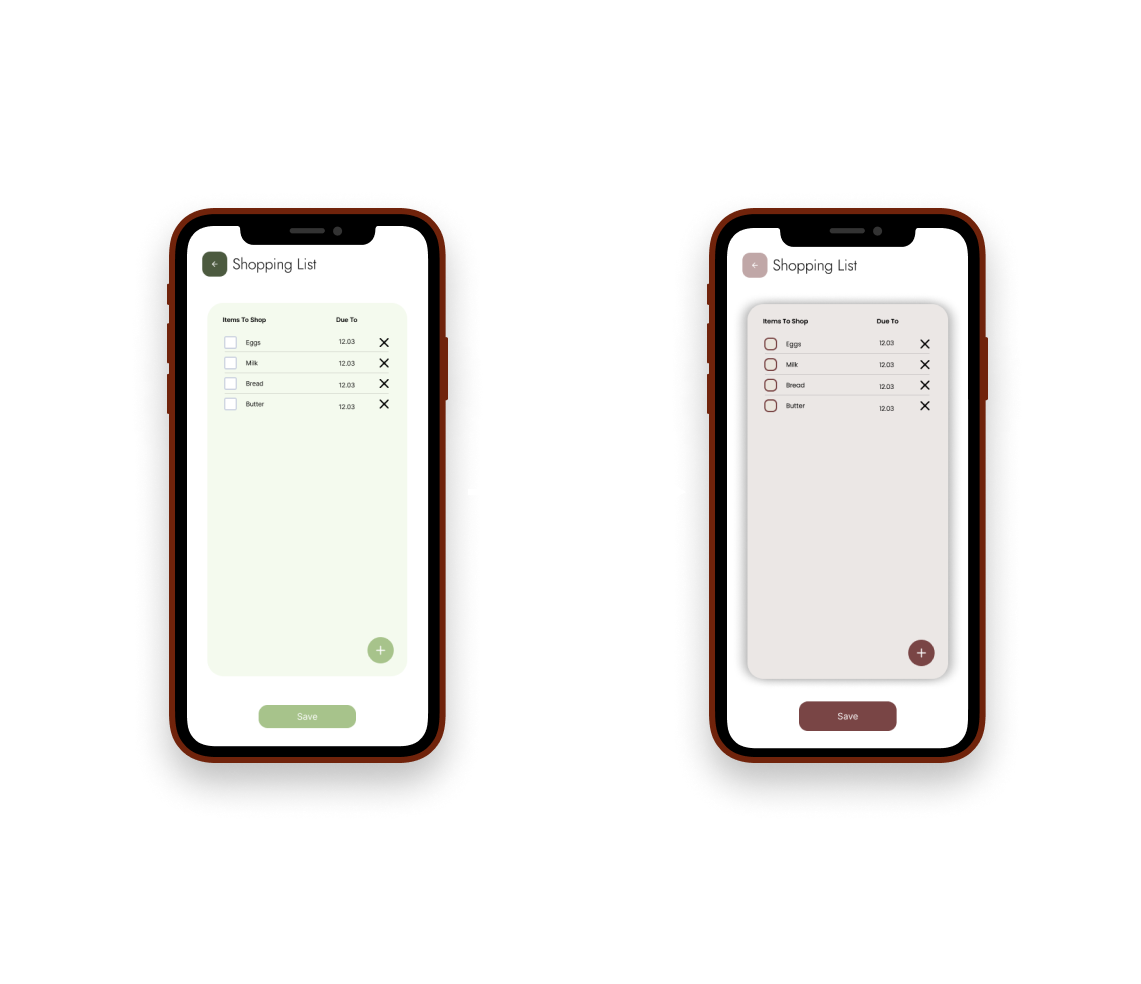 Shopping List
Items To Shop Due To
Eggs 12.03
Milk 12.03
Bread 12.03
Butter 12.03
Save
Shopping List
Items To Shop Due To
Eggs 12.03
Milk 12.03
Bread 12.03
Butter 12.03
Save